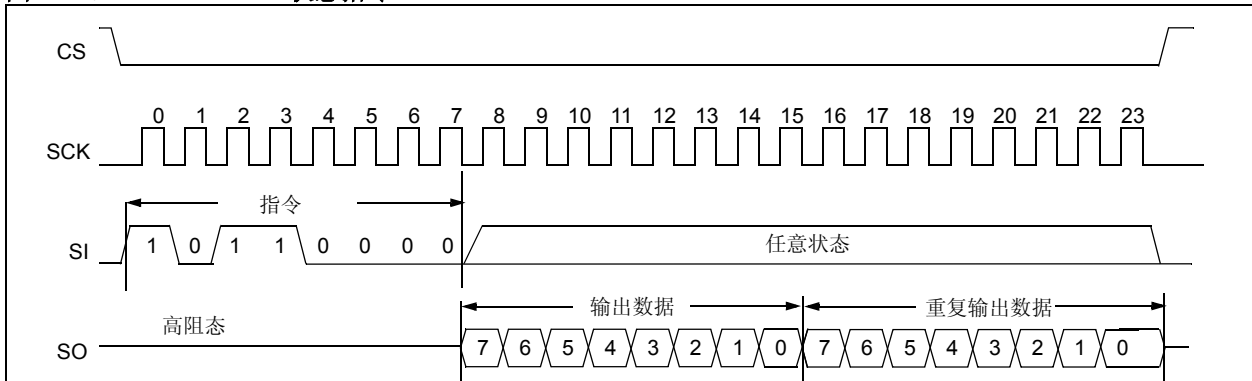 CS
0 1 2 3 4 5 6 7 8 9 10 11 12 13 14 15 16 17 18 19 20 21 22 23
SCK
指令
SI 1 0 1 1 0 0 0 0 任意状态
高阻态 输出数据 重复输出数据
SO 7 6 5 4 3 2 1 0 7 6 5 4 3 2 1 0